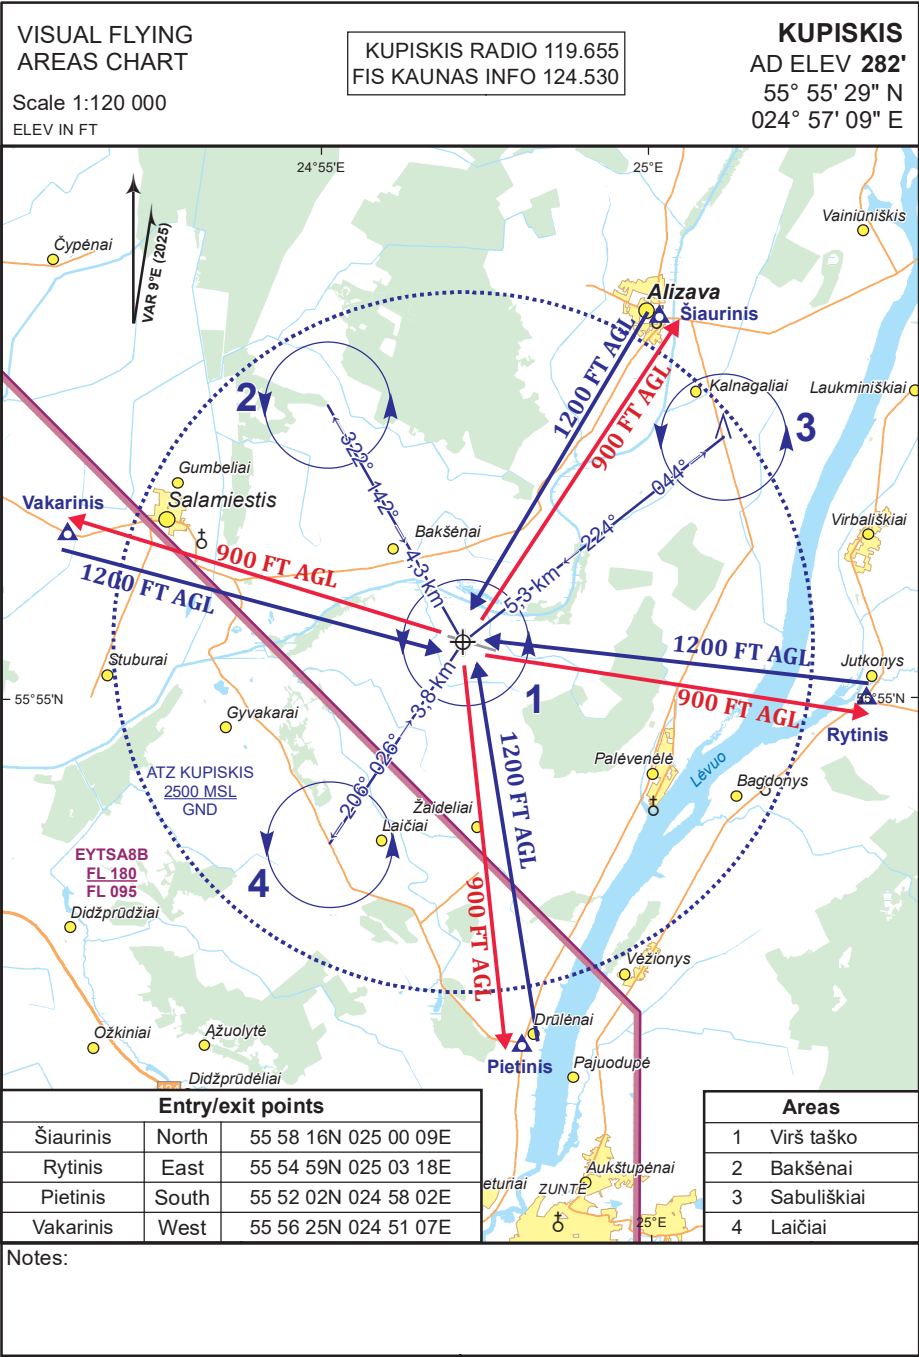 VISUAL FLYING
AREAS CHART
Scale 1:120 000
ELEV IN FT
KUPISKIS RADIO 119.655
FIS KAUNAS INFO 124.530
KUPISKIS
AD ELEV 282'
55° 55' 29" N
024° 57' 09" E
24°55'E
25°E
VAR 9°E (2025)
Čypėnai
Vainiūniškis
Alizava
Šiaurinis
1200 FT AGL
900 FT AGL
2
Kalnagaliai
Laukminiškiai
3
322°
142°
4,3 km
044°
224°
5,3 km
Gumbeliai
Salamiestis
Vakarinis
Bakšėnai
Virbališkiai
900 FT AGL
1200 FT AGL
1200 FT AGL
900 FT AGL
Jutkonys
55°55'N
55°55'N
Rytinis
Stuburai
1
3,8 km
026°
206°
Gyvakarai
ATZ KUPISKIS
2500 MSL
GND
1200 FT AGL
900 FT AGL
Palėvenėlė
Lėvuo
Bagdonys
Žaideliai
Laičiai
4
EYTSA8B
FL 180
FL 095
Didžprūdžiai
Vėžionys
Ožkiniai
Ąžuolytė
Drūlėnai
Pietinis
Pajuodupė
Didžprūdėliai
Aukštupėnai
eturiai
ZUNTĖ
25°E
Entry/exit points
Šiaurinis North 55 58 16N 025 00 09E
Rytinis East 55 54 59N 025 03 18E
Pietinis South 55 52 02N 024 58 02E
Vakarinis West 55 56 25N 024 51 07E
Areas
1 Virš taško
2 Bakšėnai
3 Sabuliškiai
4 Laičiai
Notes: